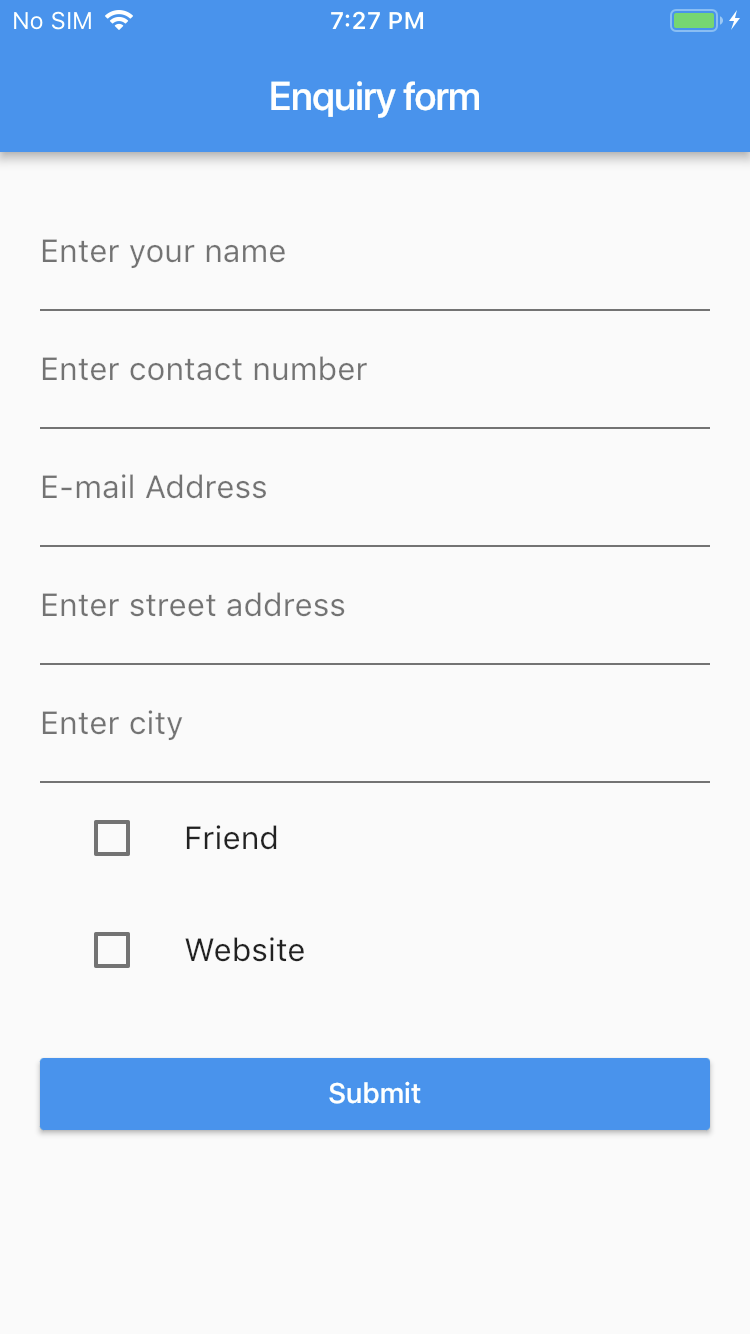 No SIM 7:27 PM
Enquiry form
Enter your name
Enter contact number
E-mail Address
Enter street address
Enter city
Friend
Website
Submit